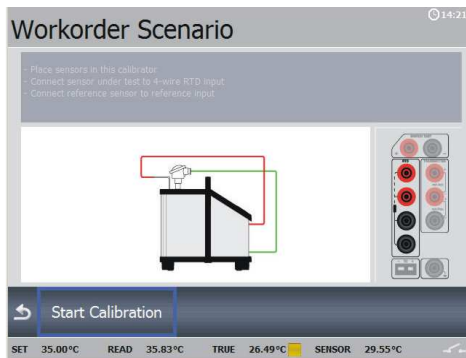 14:21
Workorder Scenario
- Place sensors in this calibrator
- Connect sensor under test to 4-wire RTD input
- Connect reference sensor to reference input
RTD
Start Calibration
SET 35.00°C READ 35.83°C TRUE 26.49°C SENSOR 29.55°C